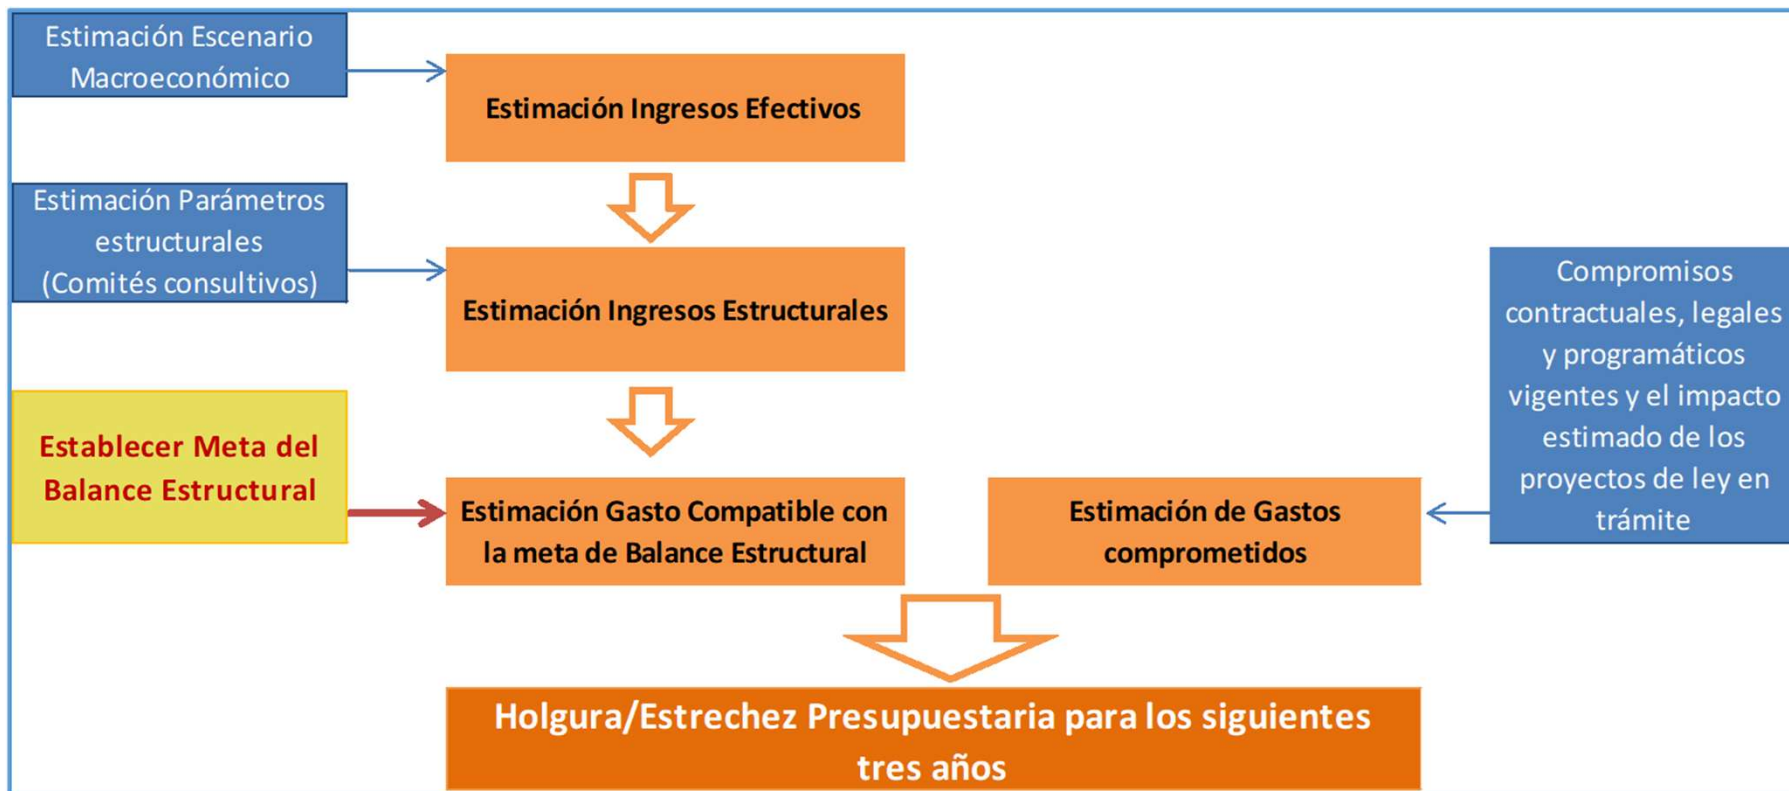 Estimación Escenario
Macroeconómico
Estimación Ingresos Efectivos
Estimación Parámetros
estructurales
(Comités consultivos)
Estimación Ingresos Estructurales
Compromisos
contractuales, legales
y programáticos
vigentes y el impacto
estimado de los
proyectos de ley en
trámite
Establecer Meta del
Balance Estructural
Estimación Gasto Compatible con
la meta de Balance Estructural
Estimación de Gastos
comprometidos
Holgura/Estrechez Presupuestaria para los siguientes
tres años